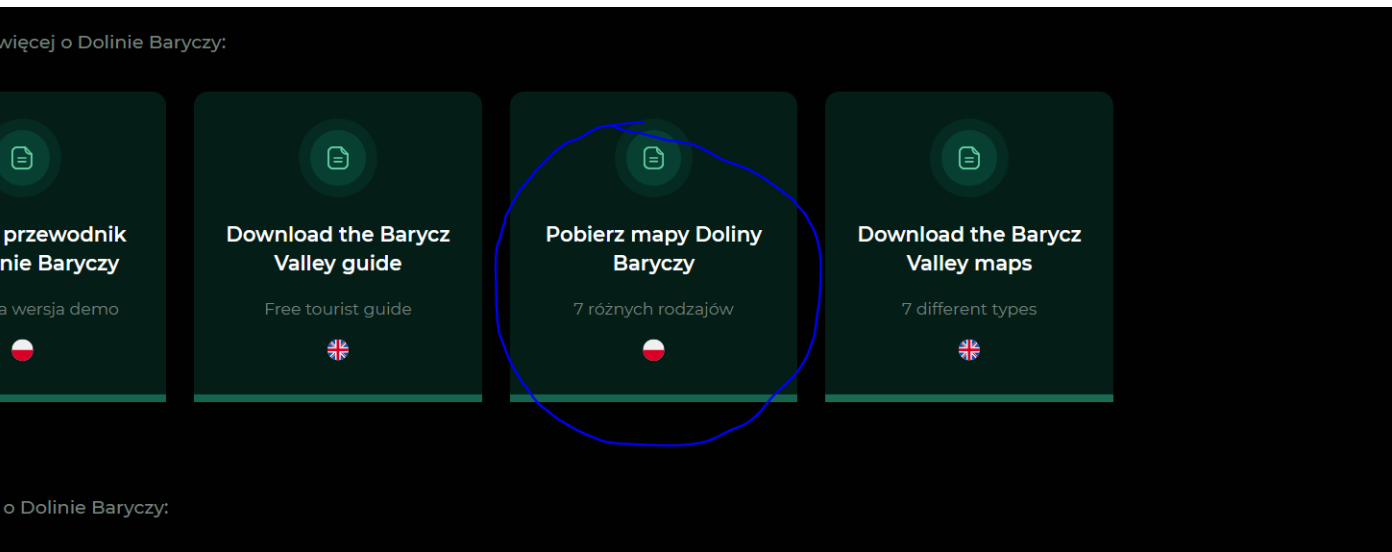 więcej o Dolinie Baryczy:
przewodnik
nie Baryczy
a wersja demo
Download the Barycz
Valley guide
Free tourist guide
Pobierz mapy Doliny
Baryczy
7 różnych rodzajów
Download the Barycz
Valley maps
7 different types
o Dolinie Baryczy: